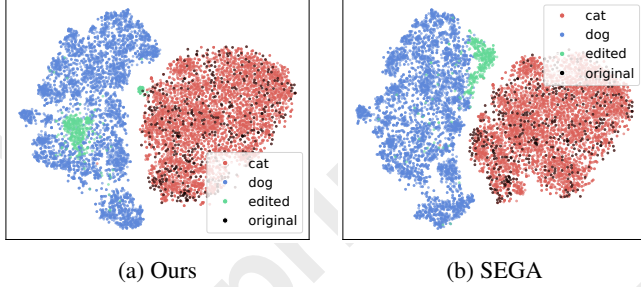 cat
dog
edited
original
cat
dog
edited
original
(a) Ours
(b) SEGA